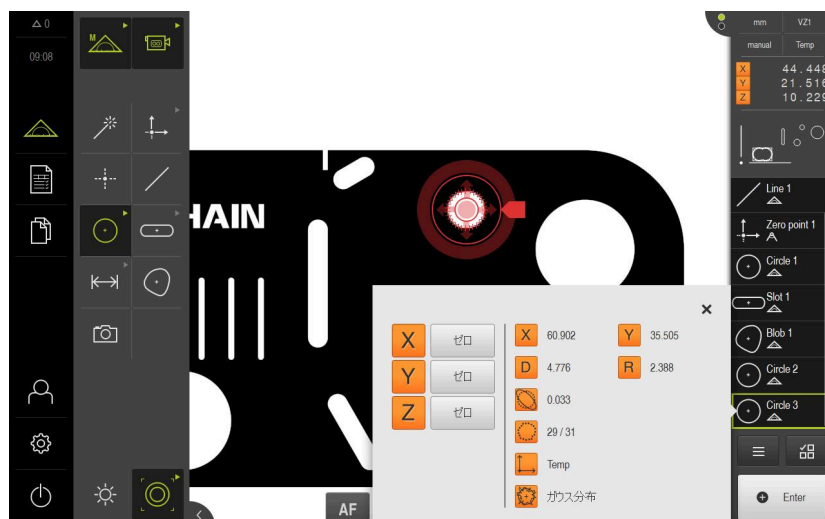 0
09:08
M
HAIN
AF
X ゼロ
Y ゼロ
Z ゼロ
X 60.902 Y 35.505
D 4.776 R 2.388
0.033
29 / 31
Temp
ガウス分布
mm VZ1
manual Temp
X 44.448
Y 21.516
Z 10.229
Line 1
Zero point 1
Circle 1
Slot 1
Blob 1
Circle 2
Circle 3
Enter